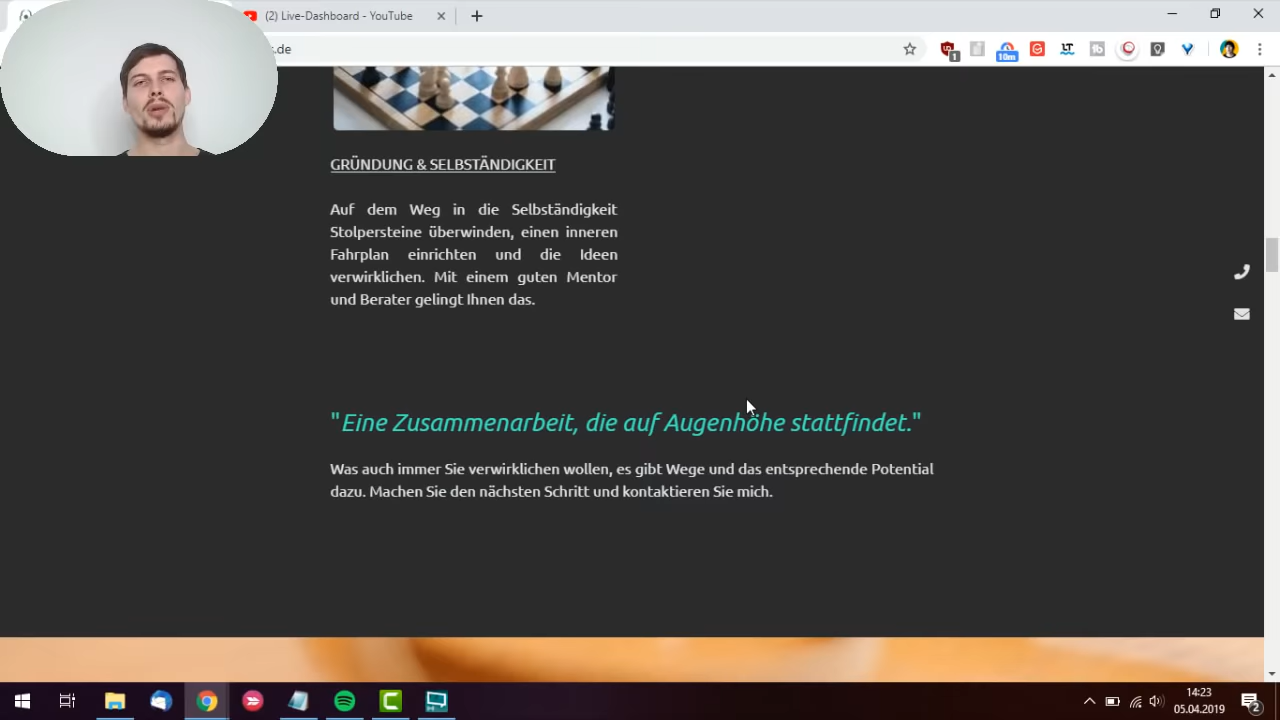 (2) Live-Dashboard - YouTube
s.de
1
10m
GRÜNDUNG & SELBSTÄNDIGKEIT
Auf dem Weg in die Selbständigkeit
Stolpersteine überwinden, einen inneren
Fahrplan einrichten und die Ideen
verwirklichen. Mit einem guten Mentor
und Berater gelingt Ihnen das.
"Eine Zusammenarbeit, die auf Augenhöhe stattfindet."
Was auch immer Sie verwirklichen wollen, es gibt Wege und das entsprechende Potential
dazu. Machen Sie den nächsten Schritt und kontaktieren Sie mich.
14:23
05.04.2019
2